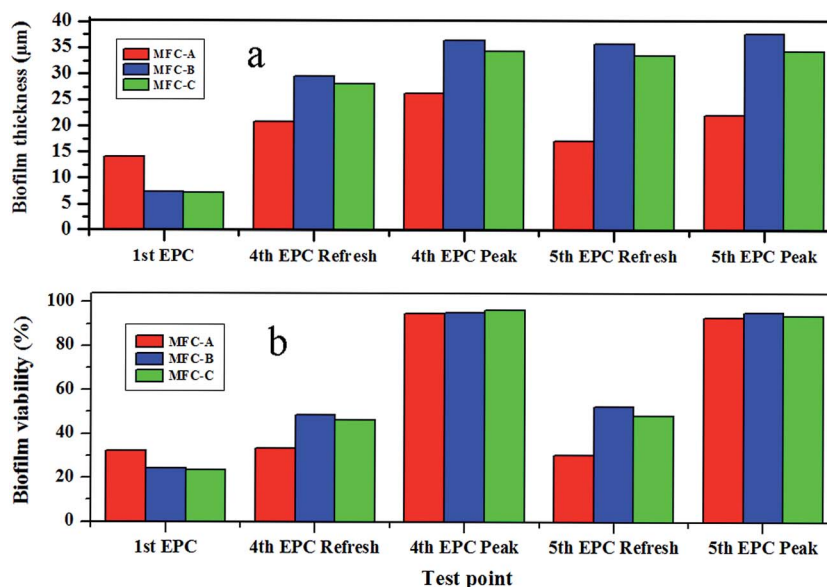 40
35
30
25
20
15
10
5
0
Biofilm thickness (μm)
MFC-A
MFC-B
MFC-C
a
1st EPC 4th EPC Refresh 4th EPC Peak 5th EPC Refresh 5th EPC Peak
100
80
60
40
20
0
Biofilm viability (%)
MFC-A
MFC-B
MFC-C
b
1st EPC 4th EPC Refresh 4th EPC Peak 5th EPC Refresh 5th EPC Peak
Test point